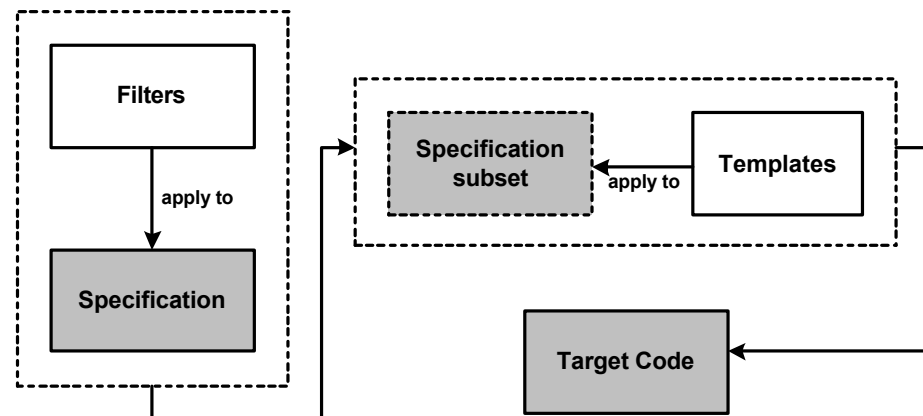 Filters
apply to
Specification
Specification
subset
apply to
Templates
Target Code